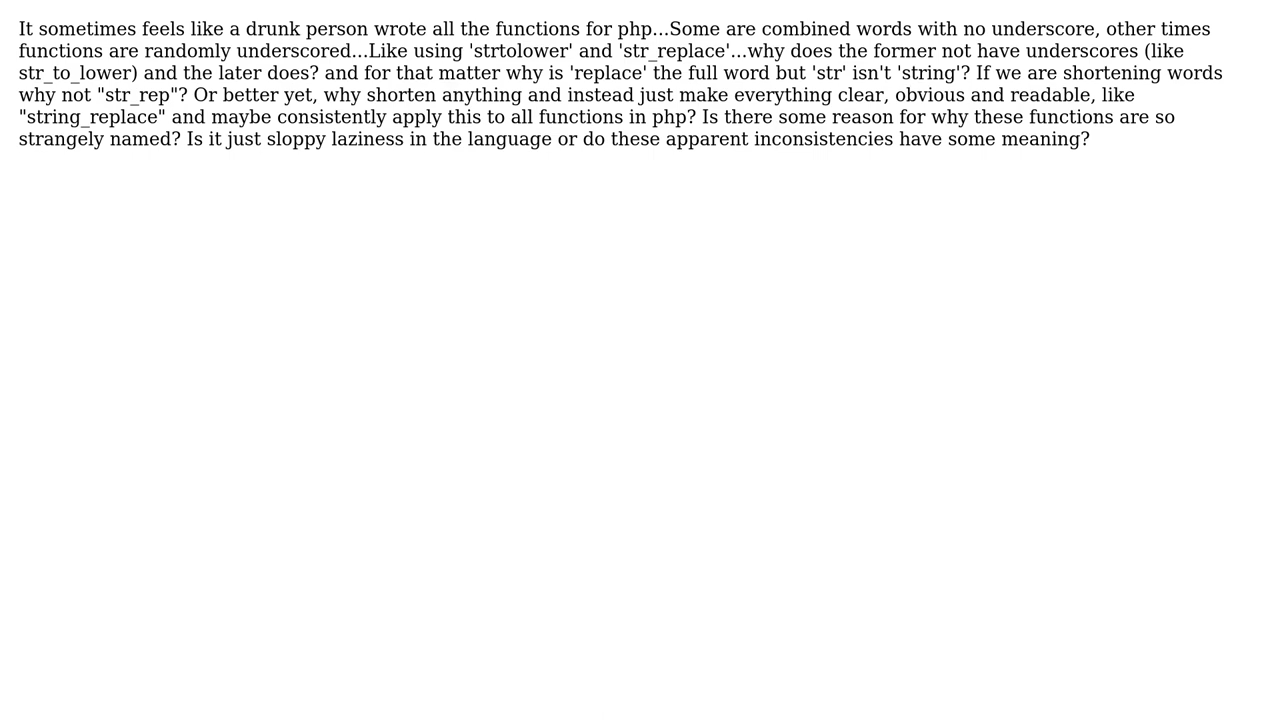 It sometimes feels like a drunk person wrote all the functions for php...Some are combined words with no underscore, other times
functions are randomly underscored...Like using 'strtolower' and 'str_replace'...why does the former not have underscores (like
str_to_lower) and the later does? and for that matter why is 'replace' the full word but 'str' isn't 'string'? If we are shortening words
why not "str_rep"? Or better yet, why shorten anything and instead just make everything clear, obvious and readable, like
"string_replace" and maybe consistently apply this to all functions in php? Is there some reason for why these functions are so
strangely named? Is it just sloppy laziness in the language or do these apparent inconsistencies have some meaning?